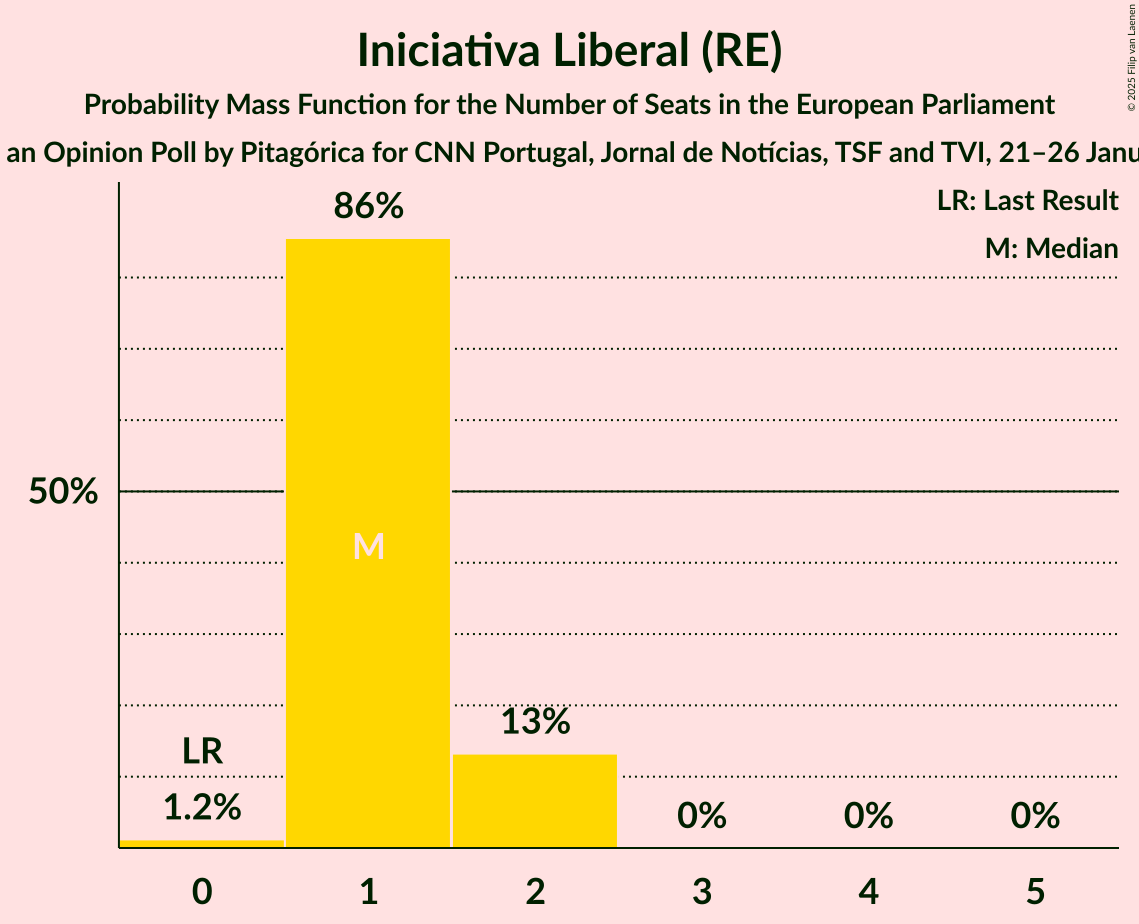 Iniciativa Liberal (RE)
Probability Mass Function for the Number of Seats in the European Parliament
an Opinion Poll by Pitagórica for CNN Portugal, Jornal de Notícias, TSF and TVI, 21–26 Janu
© 2025 Filip van Laenen
LR: Last Result
M: Median
86%
50%
M
13%
LR
1.2%
0%
0%
0%
0
1
2
3
4
5